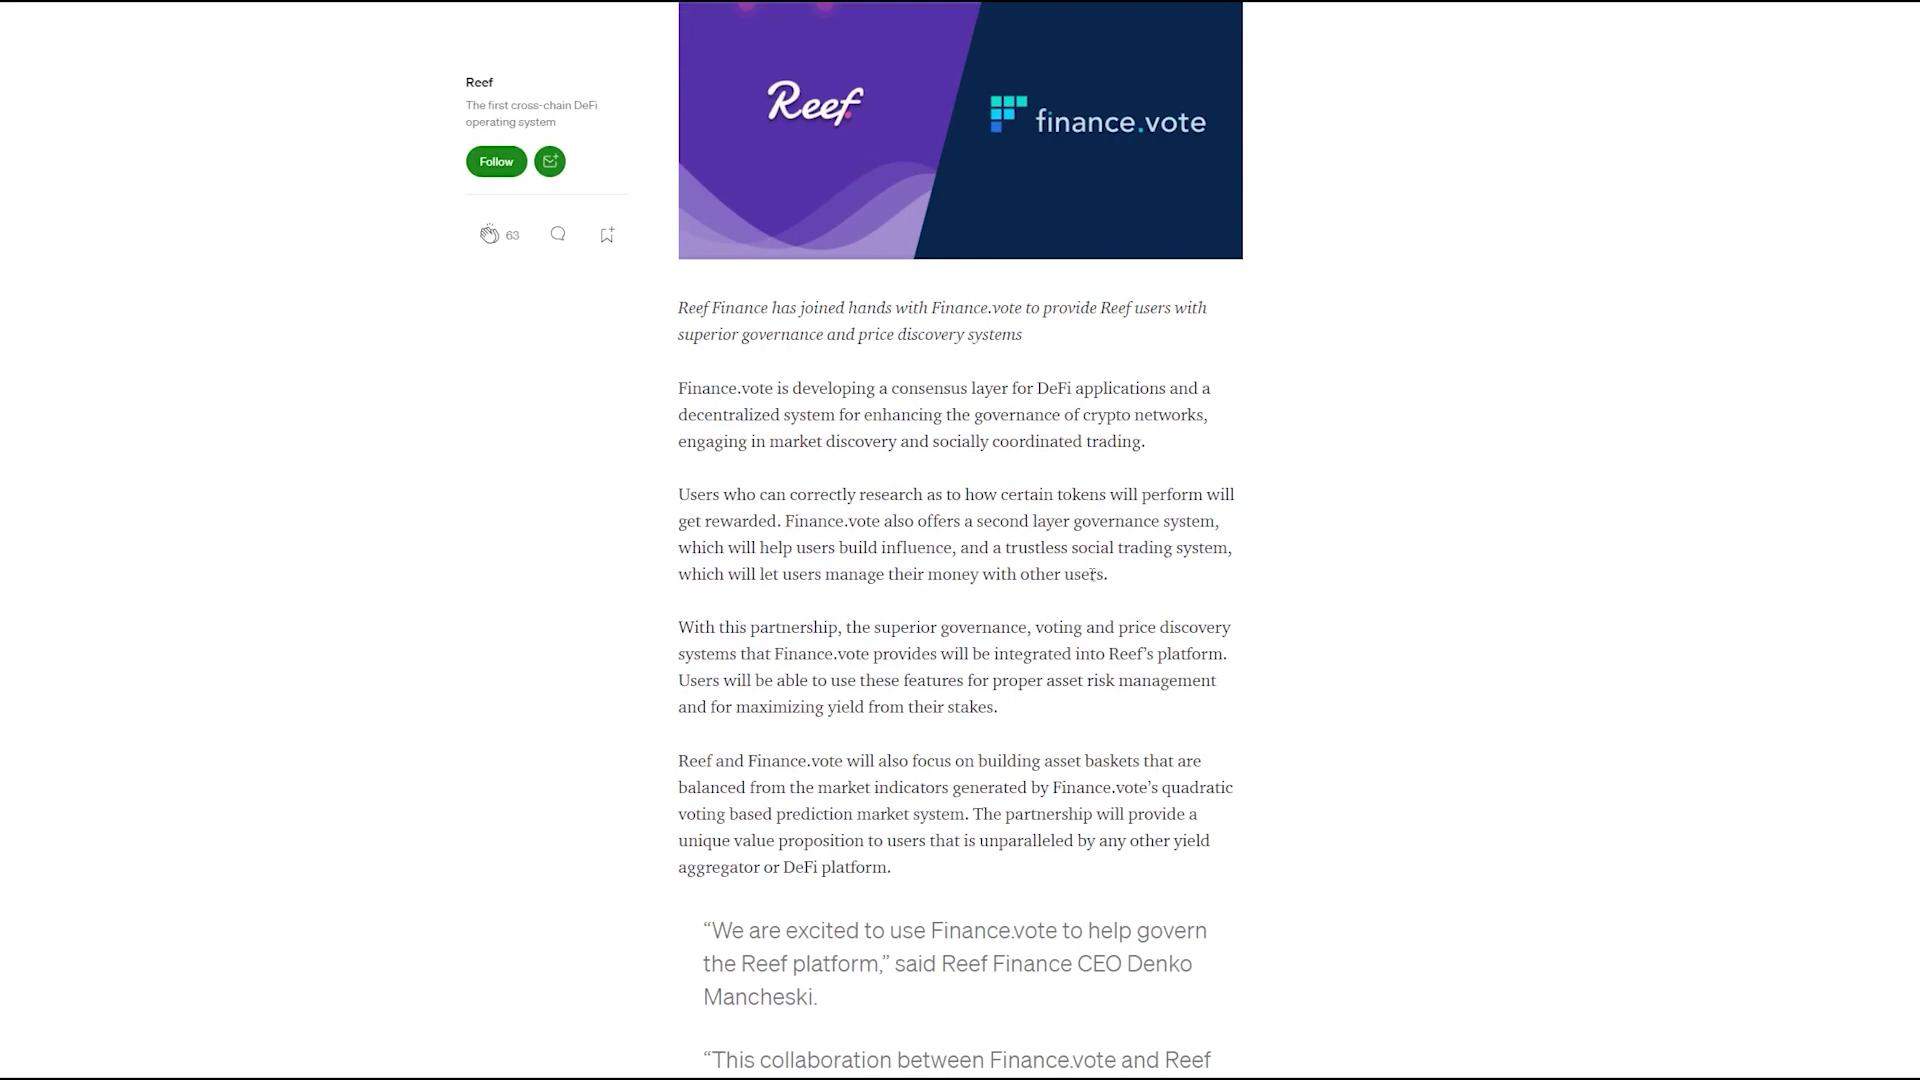 Reef
The first cross-chain DeFi
operating system
Follow
63
Reef
finance.vote
Reef Finance has joined hands with Finance.vote to provide Reef users with
superior governance and price discovery systems
Finance.vote is developing a consensus layer for DeFi applications and a
decentralized system for enhancing the governance of crypto networks,
engaging in market discovery and socially coordinated trading.
Users who can correctly research as to how certain tokens will perform will
get rewarded. Finance.vote also offers a second layer governance system,
which will help users build influence, and a trustless social trading system,
which will let users manage their money with other users.
With this partnership, the superior governance, voting and price discovery
systems that Finance.vote provides will be integrated into Reef’s platform.
Users will be able to use these features for proper asset risk management
and for maximizing yield from their stakes.
Reef and Finance.vote will also focus on building asset baskets that are
balanced from the market indicators generated by Finance.vote’s quadratic
voting based prediction market system. The partnership will provide a
unique value proposition to users that is unparalleled by any other yield
aggregator or DeFi platform.
“We are excited to use Finance.vote to help govern
the Reef platform,” said Reef Finance CEO Denko
Mancheski.
“This collaboration between Finance.vote and Reef